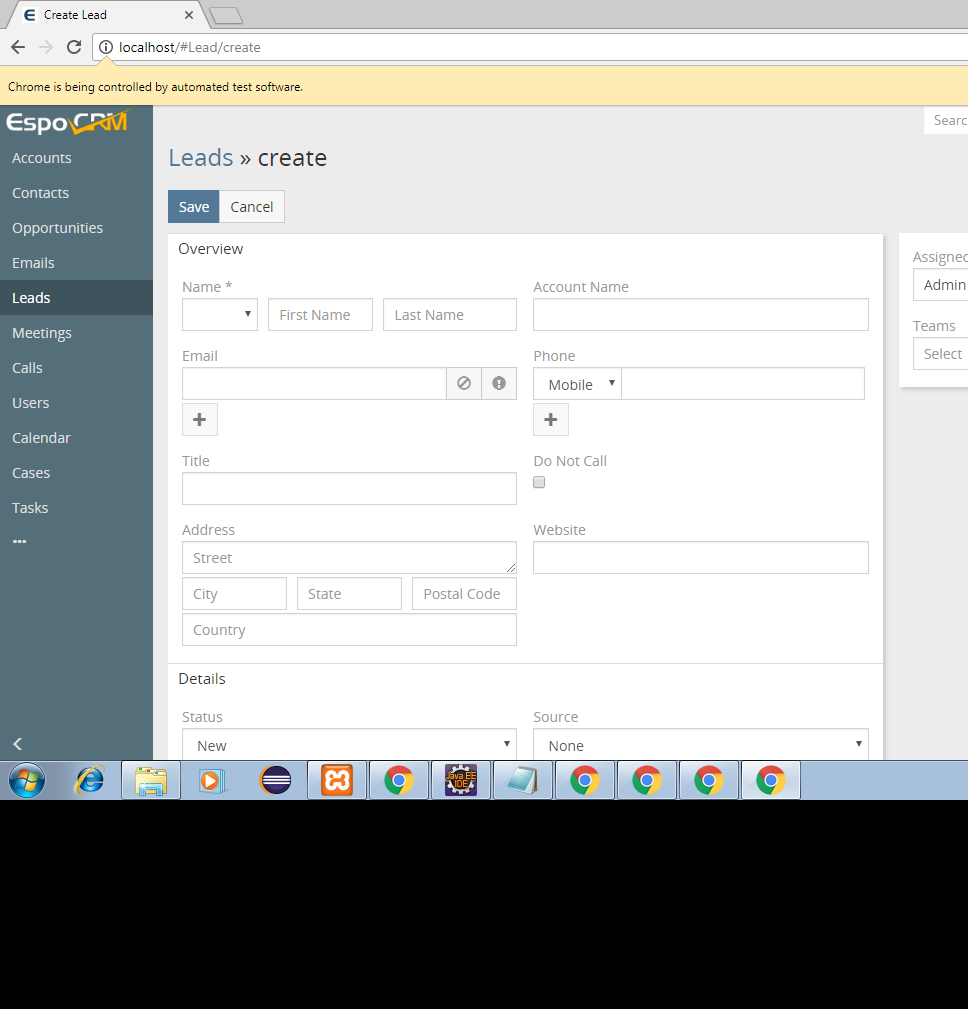 Create Lead
localhost/#Lead/create
Chrome is being controlled by automated test software.
EspoCRM
Searc
Accounts
Contacts
Opportunities
Emails
Leads
Meetings
Calls
Users
Calendar
Cases
Tasks
Leads » create
Save Cancel
Overview
Name * Account Name
First Name Last Name
Email Phone
Mobile
Title Do Not Call
Address Website
Street
City State Postal Code
Country
Details
Status Source
New None
Assigned
Admin
Teams
Select
Java EE
IDE